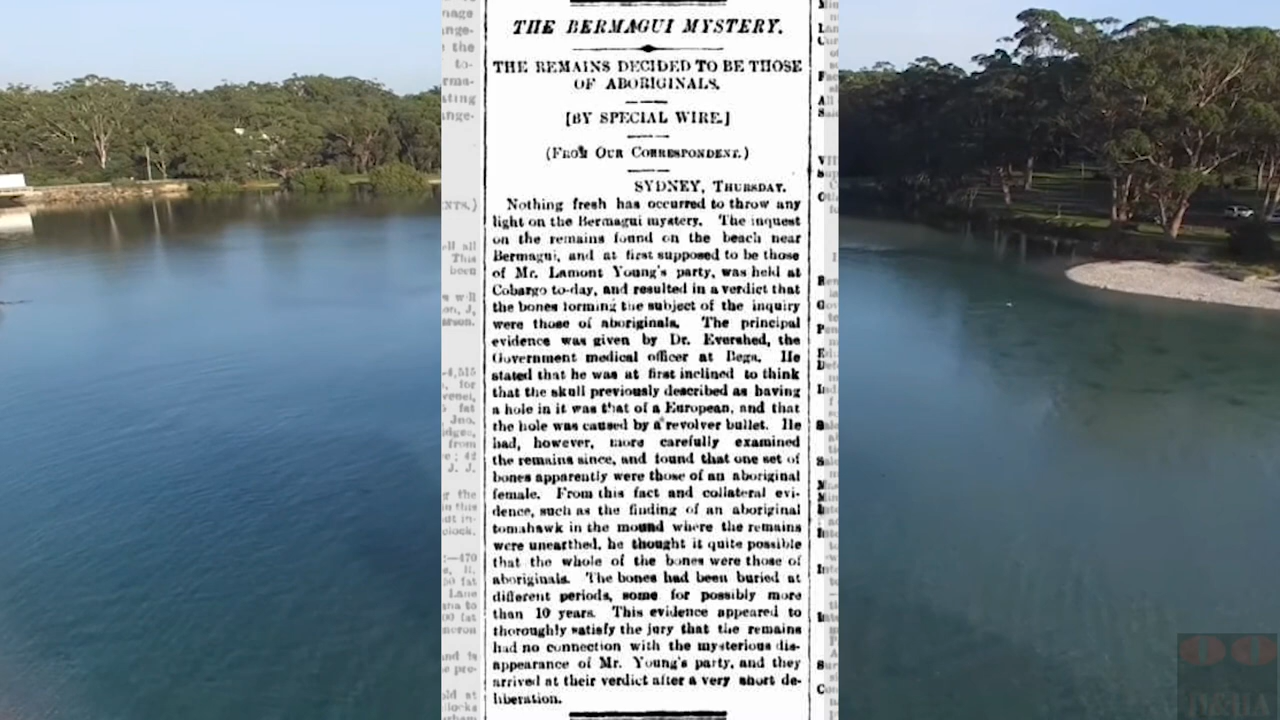 THE BERMAGUI MYSTERY.
THE REMAINS DECIDED TO BE THOSE
OF ABORIGINALS.
[BY SPECIAL WIRE.]
(FROM OUR CORRESPONDENT.)
SYDNEY, THURSDAY.
Nothing fresh has occurred to throw any
light on the Bermagui mystery. The inquest
on the remains found on the beach near
Bermagui, and at first supposed to be those
of Mr. Lamont Young's party, was held at
Cobargo to-day, and resulted in a verdict that
the bones forming the subject of the inquiry
were those of aboriginals. The principal
evidence was given by Dr. Evershed, the
Government medical officer at Bega. He
stated that he was at first inclined to think
that the skull previously described as having
a hole in it was that of a European, and that
the hole was caused by a revolver bullet. He
had, however, more carefully examined
the remains since, and found that one set of
bones apparently were those of an aboriginal
female. From this fact and collateral evi-
dence, such as the finding of an aboriginal
tomahawk in the mound where the remains
were unearthed, he thought it quite possible
that the whole of the bones were those of
aboriginals. The bones had been buried at
different periods, some for possibly more
than 10 years. This evidence appeared to
thoroughly satisfy the jury that the remains
had no connection with the mysterious dis-
appearance of Mr. Young's party, and they
arrived at their verdict after a very short de-
liberation.